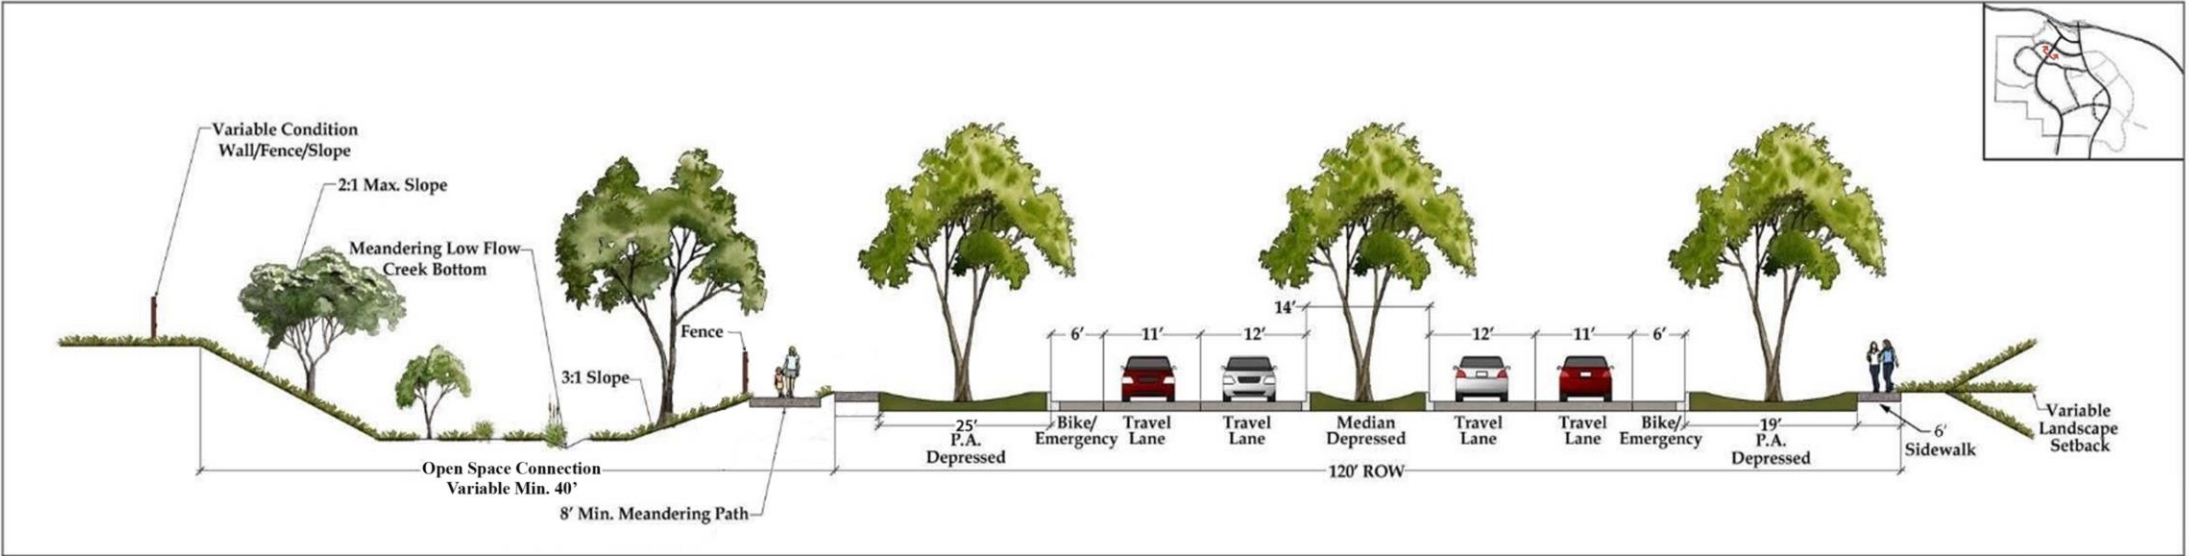 Variable Condition
Wall/Fence/Slope
2:1 Max. Slope
Meandering Low Flow
Creek Bottom
Fence
3:1 Slope
14'
6'
11'
12'
12'
11'
6'
25'
P.A.
Depressed
Bike/
Emergency
Travel
Lane
Travel
Lane
Median
Depressed
Travel
Lane
Travel
Lane
Bike/
Emergency
19'
P.A.
Depressed
6'
Sidewalk
Variable
Landscape
Setback
Open Space Connection
Variable Min. 40'
120' ROW
8' Min. Meandering Path